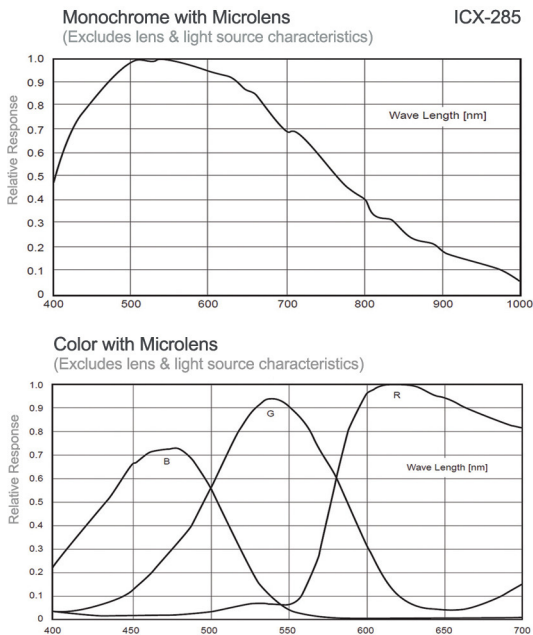 Monochrome with Microlens ICX-285
(Excludes lens & light source characteristics)
1.0
0.9
0.8
0.7
0.6
0.5
0.4
0.3
0.2
0.1
0
Relative Response
Wave Length [nm]
400 500 600 700 800 900 1000
Color with Microlens
(Excludes lens & light source characteristics)
1.0
0.9
0.8
0.7
0.6
0.5
0.4
0.3
0.2
0.1
0
Relative Response
B
G
R
Wave Length [nm]
400 450 500 550 600 650 700